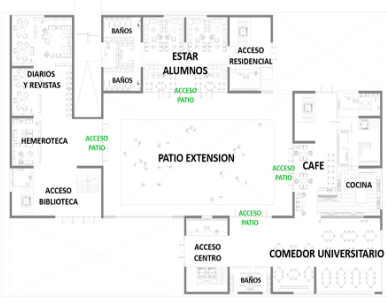 BAÑOS
ESTAR
ALUMNOS
ACCESO
RESIDENCIAL
DIARIOS
Y REVISTAS
BAÑOS
ACCESO
PATIO
HEMEROTECA
ACCESO
PATIO
PATIO EXTENSION
ACCESO
PATIO
CAFE
COCINA
ACCESO
BIBLIOTECA
ACCESO
PATIO
ACCESO
CENTRO
COMEDOR UNIVERSITARIO
BAÑOS